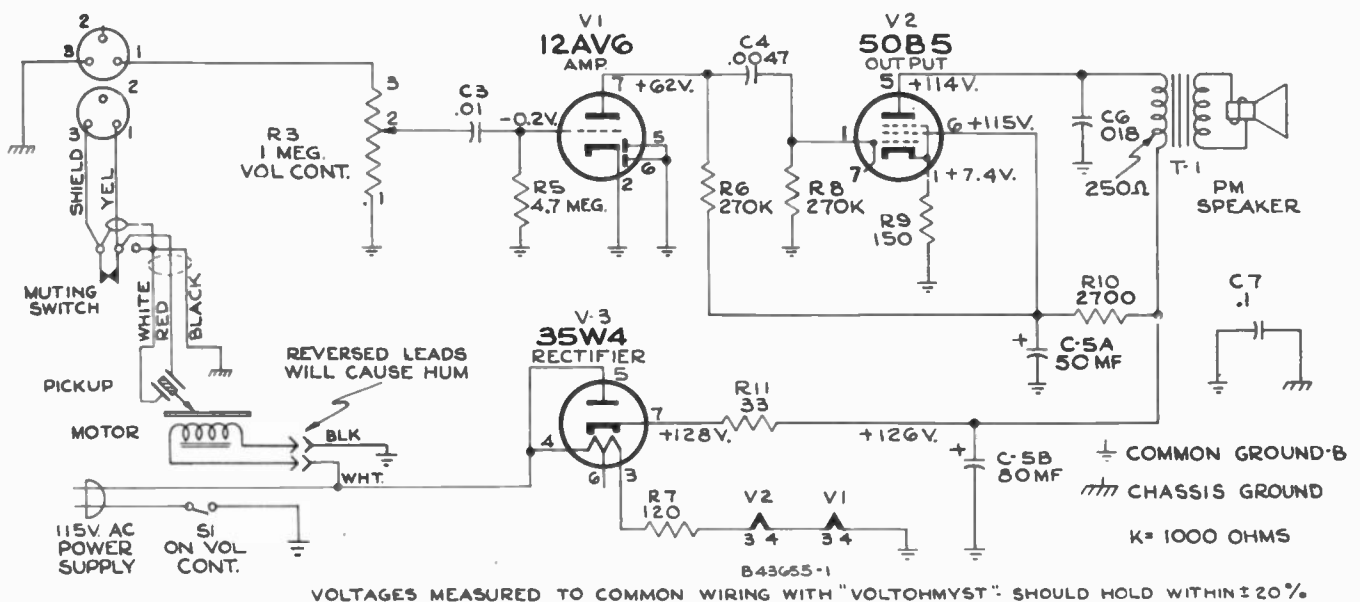 2
3
1
2
3
1
SHIELD
YEL
MUTING
SWITCH
WHITE
RED
BLACK
PICKUP
MOTOR
REVERSED LEADS
WILL CAUSE HUM
BLK
WHT.
115V. AC
POWER
SUPPLY
S1
ON VOL
CONT.
3
2
.1
R3
1 MEG.
VOL CONT.
C3
.01
-0.2V.
R5
4.7 MEG.
V1
12AV6
AMP.
7
+62V.
5
6
2
C4
.0047
R6
270K
R8
270K
V2
50B5
OUTPUT
5
+114V.
1
7
6 +115V.
1 +7.4V.
R9
150
C6
.018
250Ω
T-1
PM
SPEAKER
R10
2700
+
C-5A
50MF
C7
.1
V-3
35W4
RECTIFIER
5
7
4
6
3
+128V.
R11
33
+126V.
+
C-5B
80MF
R7
120
V2
3 4
V1
3 4
COMMON GROUND-B
CHASSIS GROUND
K= 1000 OHMS
B43655-1
VOLTAGES MEASURED TO COMMON WIRING WITH "VOLTOHMYST"- SHOULD HOLD WITHIN ±20%